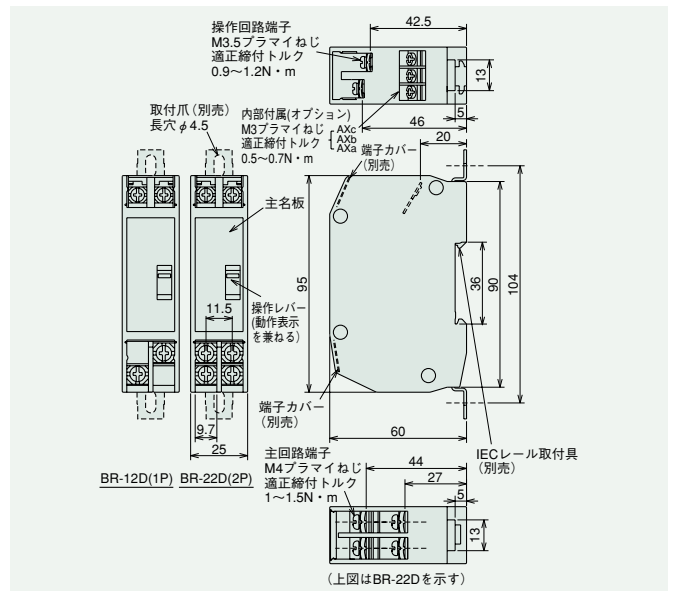 操作回路端子
M3.5プラマイねじ
適正締付トルク
0.9〜1.2N・m
42.5
13
5
46
取付爪（別売）
長穴φ4.5
内部付属(オプション)
M3プラマイねじ
適正締付トルク
0.5〜0.7N・m
AXc
AXb
AXa
20
端子カバー
（別売）
主名板
95
36
90
104
11.5
操作レバー
(動作表示
を兼ねる)
端子カバー
（別売）
9.7
25
60
IECレール取付具
（別売）
BR-12D(1P)
BR-22D(2P)
主回路端子
M4プラマイねじ
適正締付トルク
1〜1.5N・m
44
27
5
13
（上図はBR-22Dを示す）